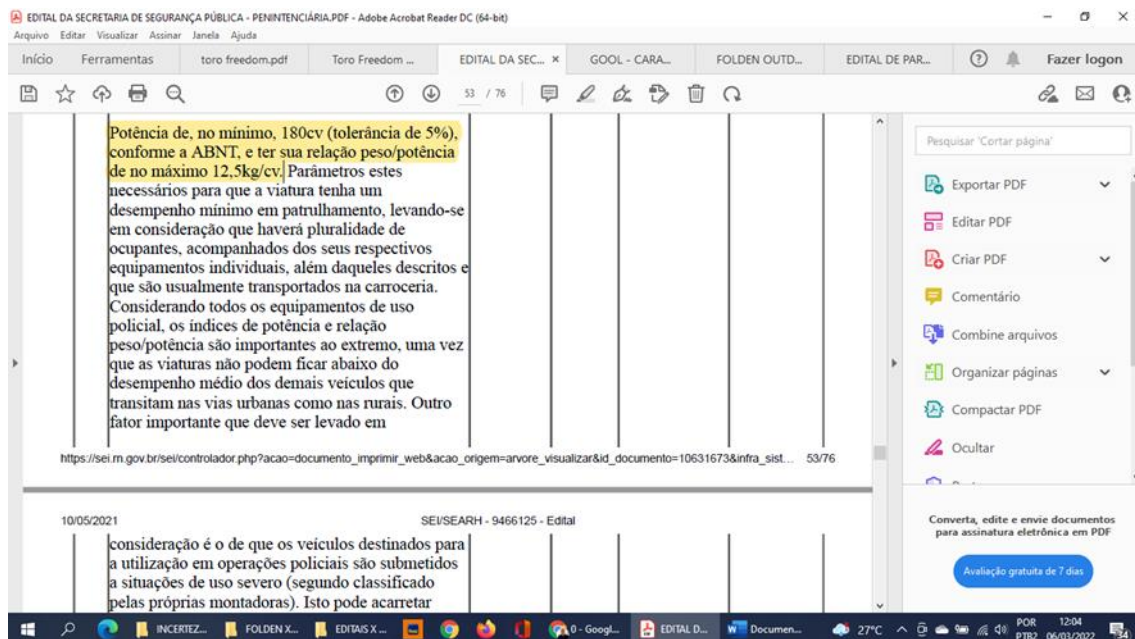 EDITAL DA SECRETARIA DE SEGURANÇA PÚBLICA - PENINTENCIÁRIA.PDF - Adobe Acrobat Reader DC (64-bit)
Arquivo Editar Visualizar Assinar Janela Ajuda
Início Ferramentas toro freedom.pdf Toro Freedom ... EDITAL DA SEC... × GOOL - CARA... FOLDEN OUTD... EDITAL DE PAR... Fazer logon
53 / 76
Potência de, no mínimo, 180cv (tolerância de 5%),
conforme a ABNT, e ter sua relação peso/potência
de no máximo 12,5kg/cv. Parâmetros estes
necessários para que a viatura tenha um
desempenho mínimo em patrulhamento, levando-se
em consideração que haverá pluralidade de
ocupantes, acompanhados dos seus respectivos
equipamentos individuais, além daqueles descritos e
que são usualmente transportados na carroceria.
Considerando todos os equipamentos de uso
policial, os índices de potência e relação
peso/potência são importantes ao extremo, uma vez
que as viaturas não podem ficar abaixo do
desempenho médio dos demais veículos que
transitam nas vias urbanas como nas rurais. Outro
fator importante que deve ser levado em
https://sei.rn.gov.br/sei/controlador.php?acao=documento_imprimir_web&acao_origem=arvore_visualizar&id_documento=10631673&infra_sist... 53/76
10/05/2021 SEI/SEARH - 9466125 - Edital
consideração é o de que os veículos destinados para
a utilização em operações policiais são submetidos
a situações de uso severo (segundo classificado
pelas próprias montadoras). Isto pode acarretar
Pesquisar 'Cortar página'
Exportar PDF
Editar PDF
Criar PDF
Comentário
Combine arquivos
Organizar páginas
Compactar PDF
Ocultar
Converta, edite e envie documentos
para assinatura eletrônica em PDF
Avaliação gratuita de 7 dias
INCERTEZ... FOLDEN X... EDITAIS X ... 0 - Googl... EDITAL D... Documen... 27°C POR 12:04
PTB2 06/03/2022